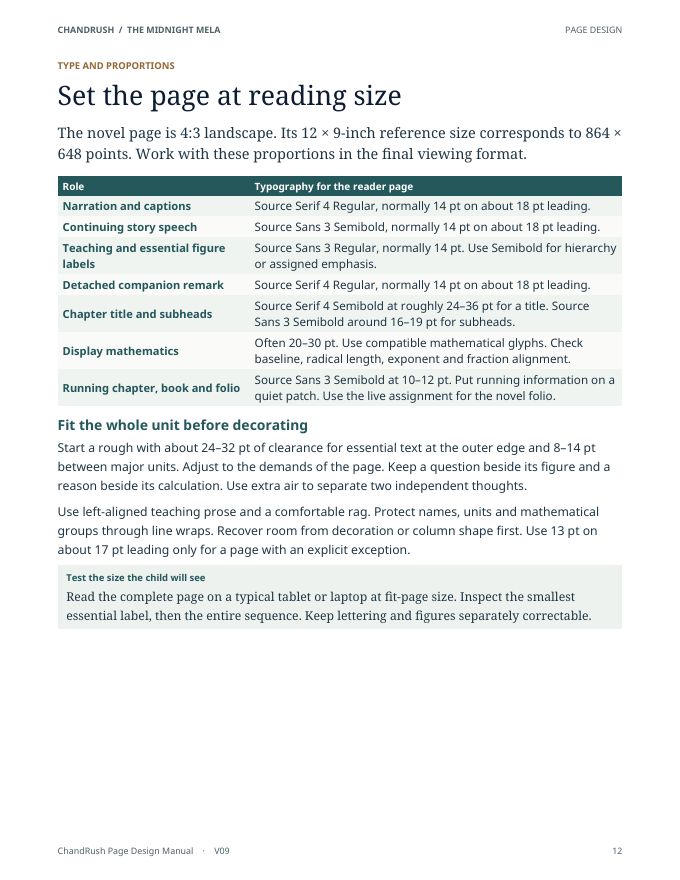 CHANDRUSH / THE MIDNIGHT MELA
PAGE DESIGN
TYPE AND PROPORTIONS
Set the page at reading size
The novel page is 4:3 landscape. Its 12 × 9-inch reference size corresponds to 864 ×
648 points. Work with these proportions in the final viewing format.
Role
Typography for the reader page
Narration and captions
Source Serif 4 Regular, normally 14 pt on about 18 pt leading.
Continuing story speech
Source Sans 3 Semibold, normally 14 pt on about 18 pt leading.
Teaching and essential figure
labels
Source Sans 3 Regular, normally 14 pt. Use Semibold for hierarchy
or assigned emphasis.
Detached companion remark
Source Serif 4 Regular, normally 14 pt on about 18 pt leading.
Chapter title and subheads
Source Serif 4 Semibold at roughly 24–36 pt for a title. Source
Sans 3 Semibold around 16–19 pt for subheads.
Display mathematics
Often 20–30 pt. Use compatible mathematical glyphs. Check
baseline, radical length, exponent and fraction alignment.
Running chapter, book and folio
Source Sans 3 Semibold at 10–12 pt. Put running information on a
quiet patch. Use the live assignment for the novel folio.
Fit the whole unit before decorating
Start a rough with about 24–32 pt of clearance for essential text at the outer edge and 8–14 pt
between major units. Adjust to the demands of the page. Keep a question beside its figure and a
reason beside its calculation. Use extra air to separate two independent thoughts.
Use left-aligned teaching prose and a comfortable rag. Protect names, units and mathematical
groups through line wraps. Recover room from decoration or column shape first. Use 13 pt on
about 17 pt leading only for a page with an explicit exception.
Test the size the child will see
Read the complete page on a typical tablet or laptop at fit-page size. Inspect the smallest
essential label, then the entire sequence. Keep lettering and figures separately correctable.
ChandRush Page Design Manual · V09
12